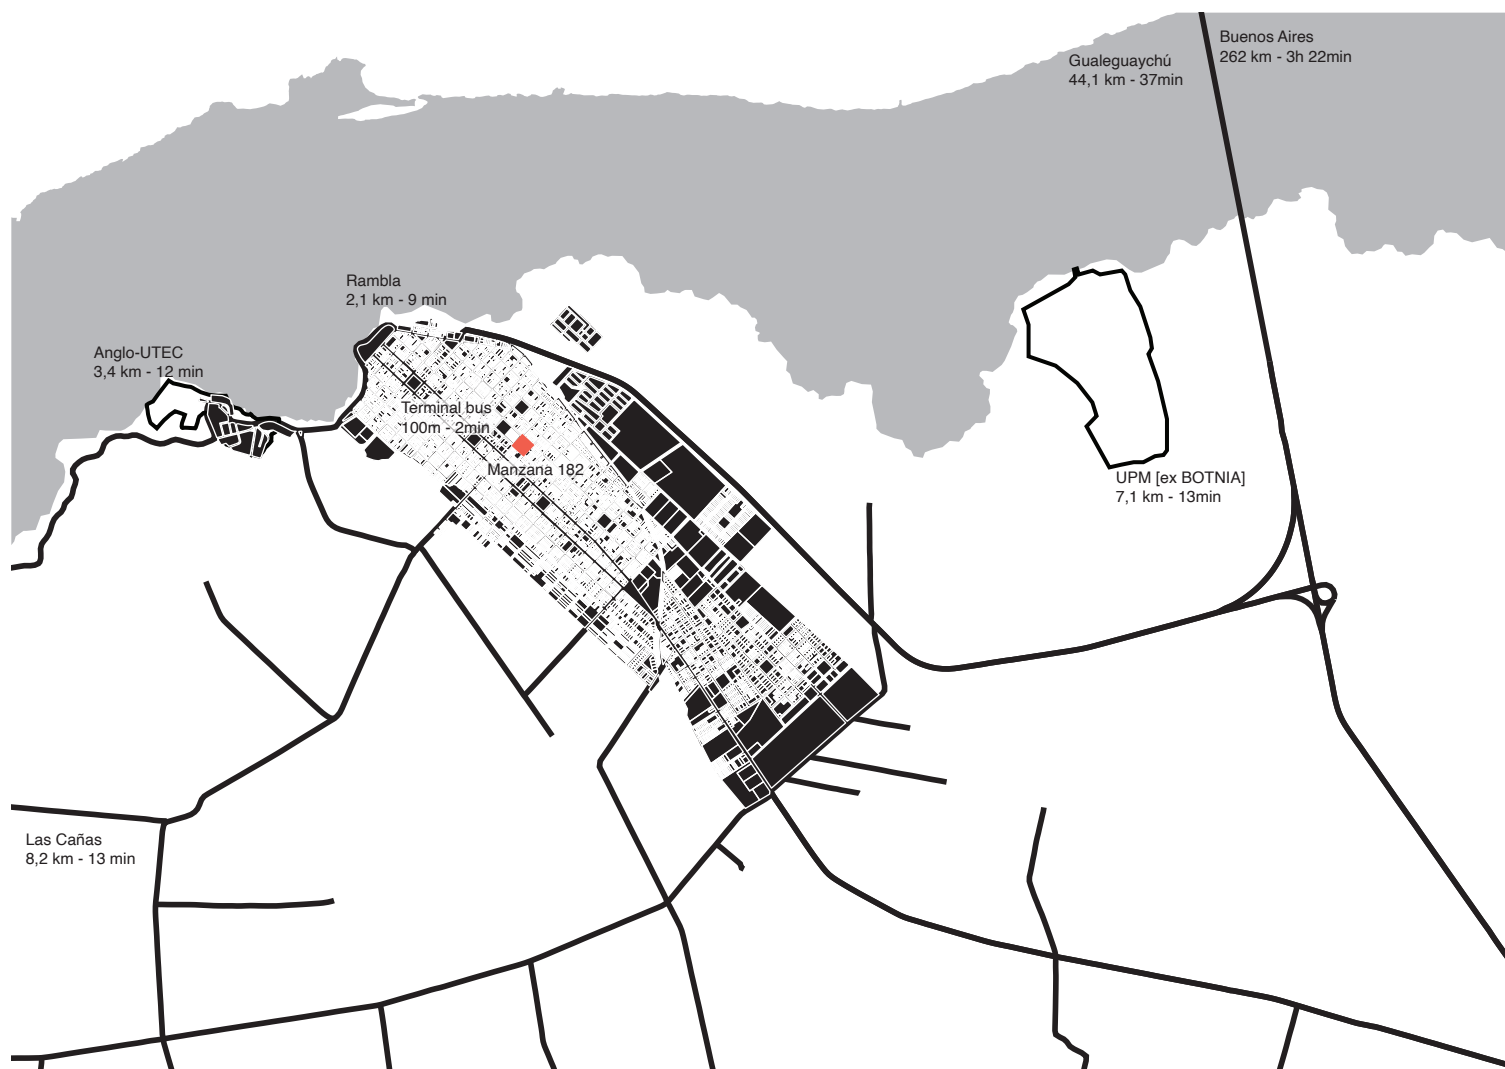 Buenos Aires
262 km - 3h 22min
Gualeguaychú
44,1 km - 37min
Rambla
2,1 km - 9 min
Anglo-UTEC
3,4 km - 12 min
Terminal bus
100m - 2min
Manzana 182
UPM [ex BOTNIA]
7,1 km - 13min
Las Cañas
8,2 km - 13 min